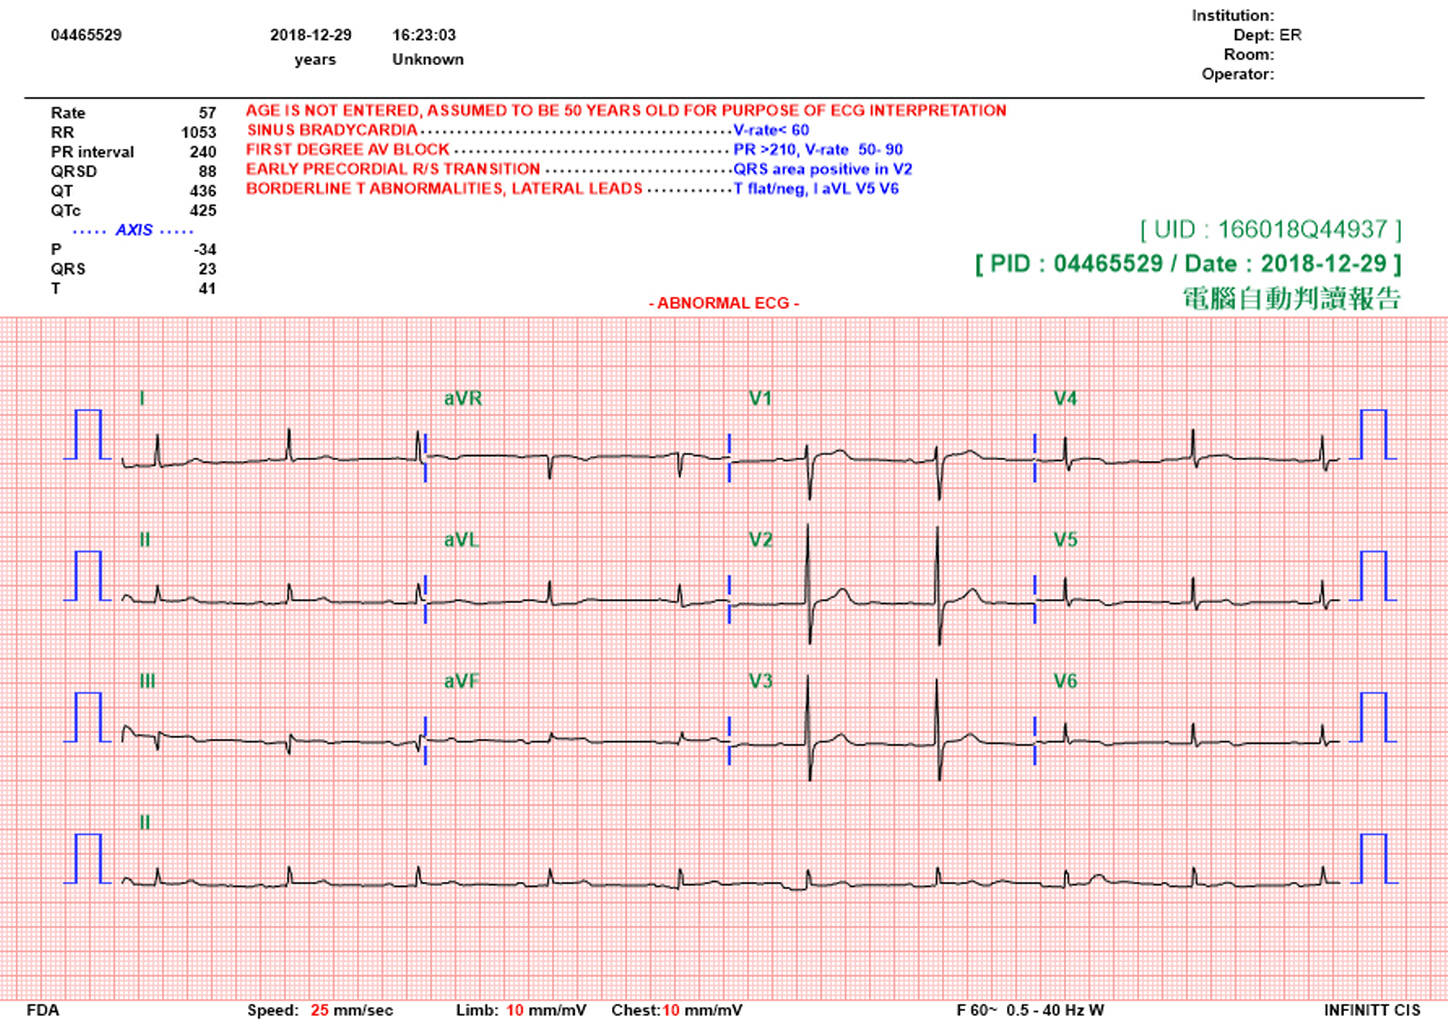 Institution:
04465529 2018-12-29 16:23:03 Dept: ER
years Unknown Room:
Operator:
Rate 57 AGE IS NOT ENTERED, ASSUMED TO BE 50 YEARS OLD FOR PURPOSE OF ECG INTERPRETATION
RR 1053 SINUS BRADYCARDIA V-rate< 60
PR interval 240 FIRST DEGREE AV BLOCK PR >210, V-rate 50- 90
QRSD 88 EARLY PRECORDIAL R/S TRANSITION QRS area positive in V2
QT 436 BORDERLINE T ABNORMALITIES, LATERAL LEADS T flat/neg, I aVL V5 V6
QTc 425
AXIS
[ UID : 166018Q44937 ]
P -34
[ PID : 04465529 / Date : 2018-12-29 ]
QRS 23
T 41
電腦自動判讀報告
- ABNORMAL ECG -
I aVR V1 V4
II aVL V2 V5
III aVF V3 V6
II
FDA Speed: 25 mm/sec Limb: 10 mm/mV Chest:10 mm/mV F 60~ 0.5 - 40 Hz W INFINITT CIS